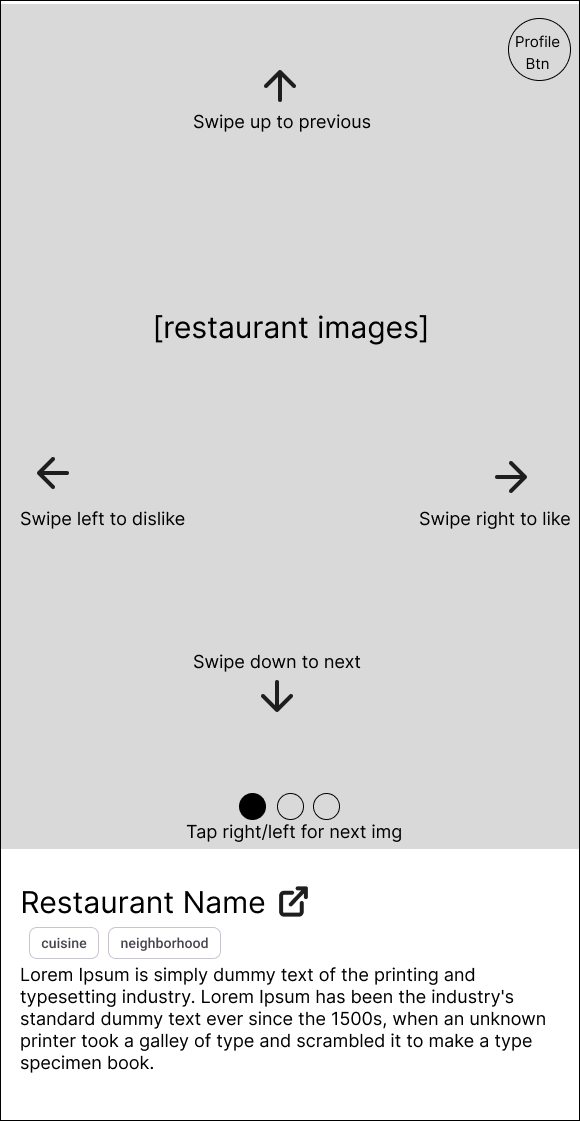 Profile
Btn
Swipe up to previous
[restaurant images]
Swipe left to dislike
Swipe right to like
Swipe down to next
Tap right/left for next img
Restaurant Name
cuisine
neighborhood
Lorem Ipsum is simply dummy text of the printing and
typesetting industry. Lorem Ipsum has been the industry's
standard dummy text ever since the 1500s, when an unknown
printer took a galley of type and scrambled it to make a type
specimen book.